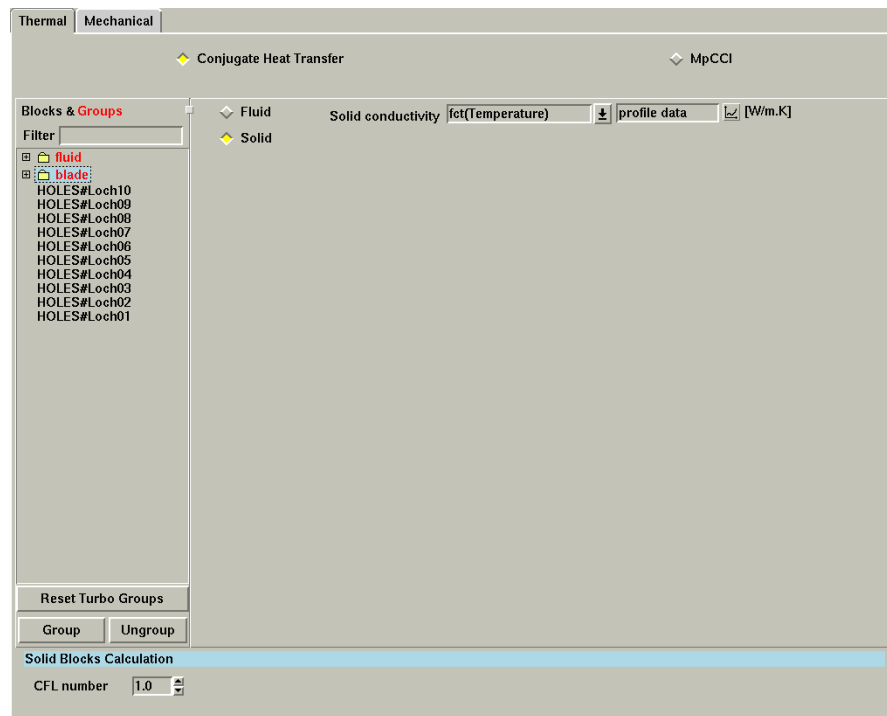 Thermal Mechanical
Conjugate Heat Transfer MpCCI
Blocks & Groups
Filter
fluid
blade
HOLES#Loch10
HOLES#Loch09
HOLES#Loch08
HOLES#Loch07
HOLES#Loch06
HOLES#Loch05
HOLES#Loch04
HOLES#Loch03
HOLES#Loch02
HOLES#Loch01
Reset Turbo Groups
Group Ungroup
Fluid
Solid
Solid conductivity fct(Temperature) profile data [W/m.K]
Solid Blocks Calculation
CFL number 1.0